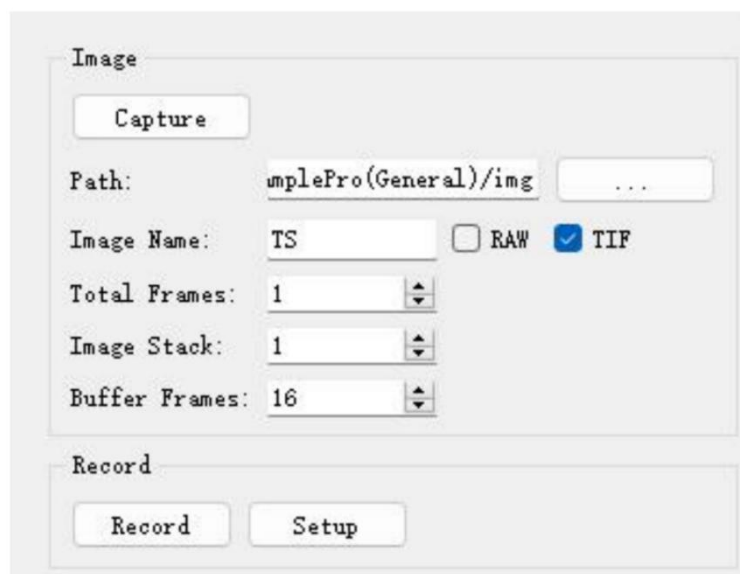 Image
Capture
Path: mplePro(General)/img ...
Image Name: TS RAW TIF
Total Frames: 1
Image Stack: 1
Buffer Frames: 16
Record
Record Setup